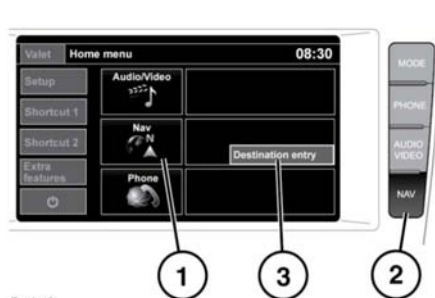 Valet Home menu 08:30
Setup
Shortcut 1
Shortcut 2
Extra features
Audio/Video
Nav
N
Phone
Destination entry
MODE
PHONE
AUDIO
VIDEO
NAV
1
3
2